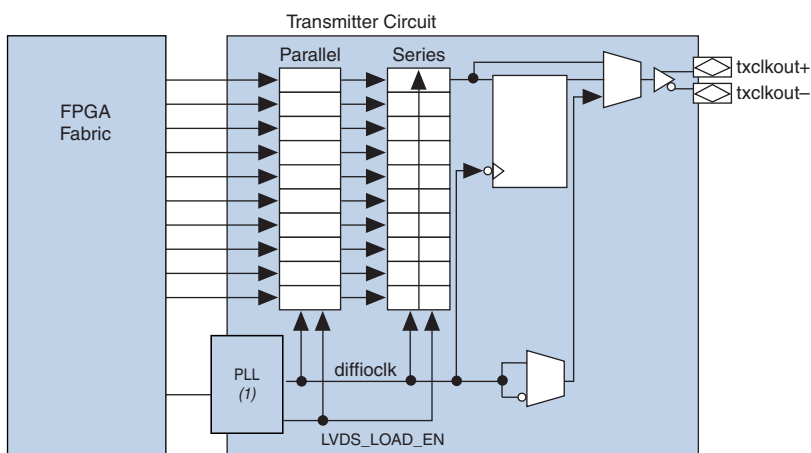 Transmitter Circuit
Parallel
Series
txclkout+
txclkout–
FPGA
Fabric
PLL
(1)
diffioclk
LVDS_LOAD_EN